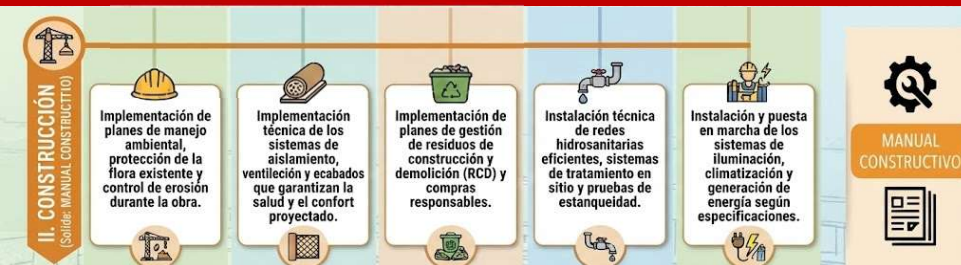 II. CONSTRUCCIÓN
(Solide: MANUAL CONSTRUCTTIO)
Implementación de
planes de manejo
ambiental,
protección de la
flora existente y
control de erosión
durante la obra.
Implementación
técnica de los
sistemas de
aislamiento,
ventileción y ecabados
que garantizan la
salud y el confort
proyectado.
Implementación de
planes de gestión
de residuos de
construcción y
demolición (RCD) y
compras
responsables.
Instalación técnica
de redes
hidrosanitarias
eficientes, sistemas
de tratamiento en
sitio y pruebas de
estanqueidad.
Instalación y puesta
en marcha de los
sistemas de
iluminación,
climatización y
generación de
energía según
especificaciones.
MANUAL
CONSTRUCTIVO